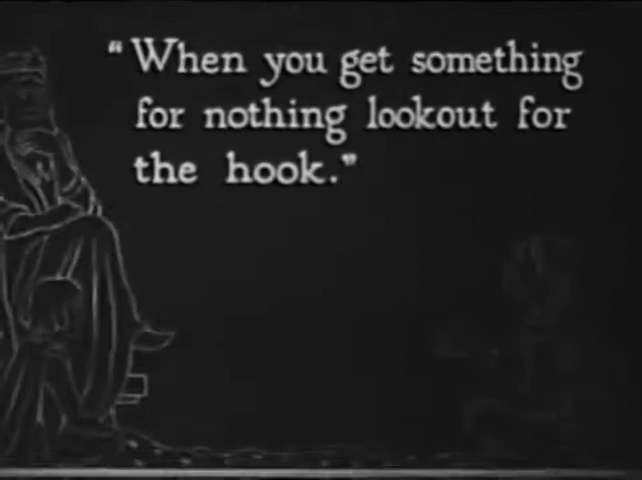 "When you get something
for nothing lookout for
the hook."